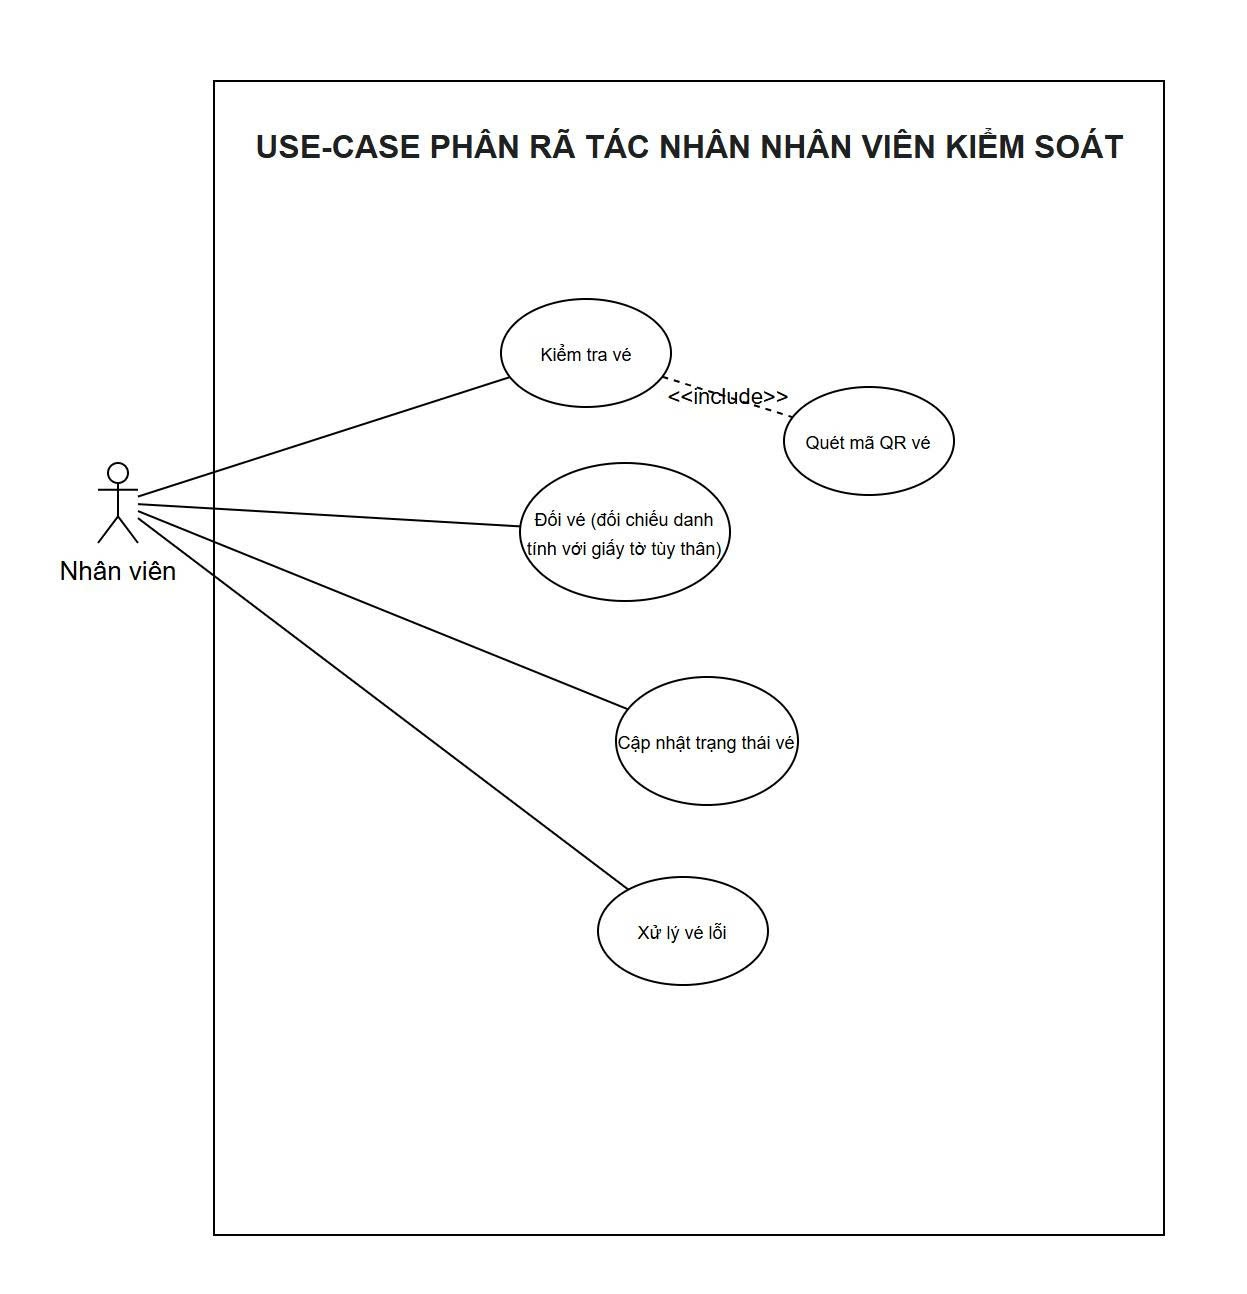 USE-CASE PHÂN RÃ TÁC NHÂN NHÂN VIÊN KIỂM SOÁT
Kiểm tra vé
<<include>>
Quét mã QR vé
Đối vé (đối chiếu danh
tính với giấy tờ tùy thân)
Nhân viên
Cập nhật trạng thái vé
Xử lý vé lỗi